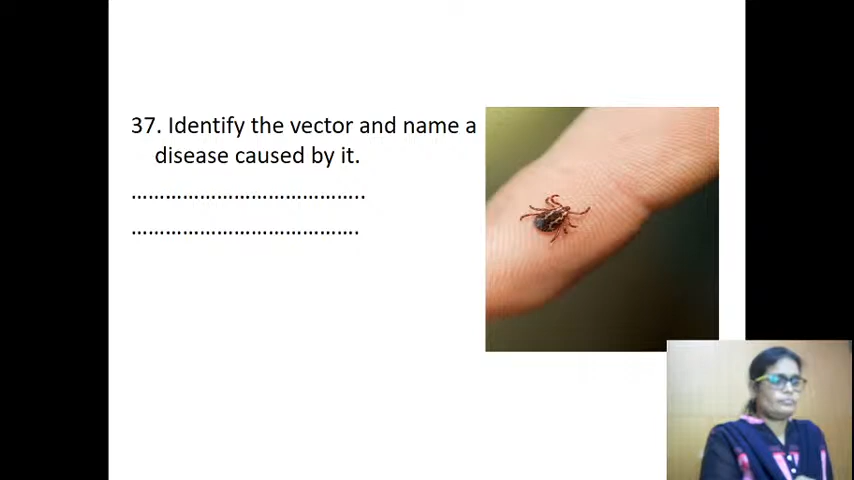 37. Identify the vector and name a
disease caused by it.
…………………………………..
………………………………….